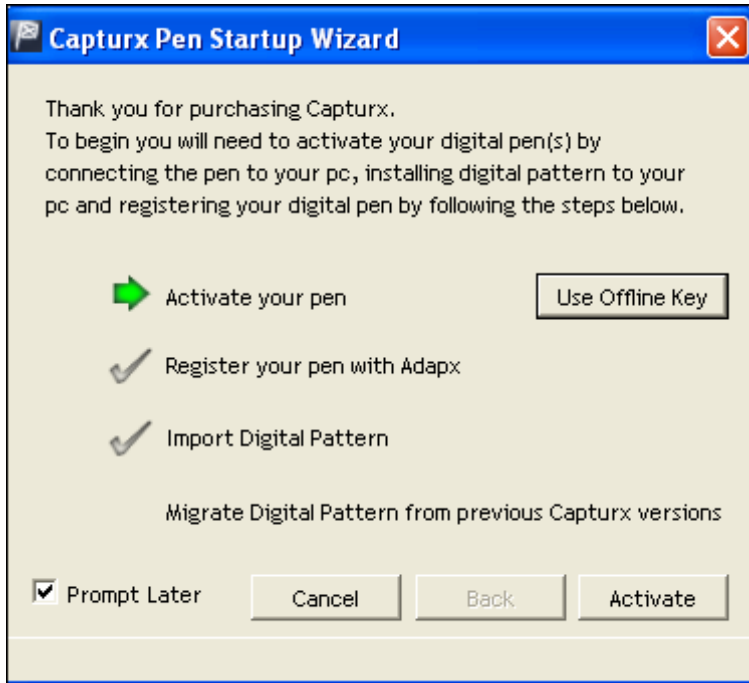 Capturx Pen Startup Wizard
Thank you for purchasing Capturx.
To begin you will need to activate your digital pen(s) by
connecting the pen to your pc, installing digital pattern to your
pc and registering your digital pen by following the steps below.
Activate your pen
Use Offline Key
Register your pen with Adapx
Import Digital Pattern
Migrate Digital Pattern from previous Capturx versions
Prompt Later
Cancel
Back
Activate